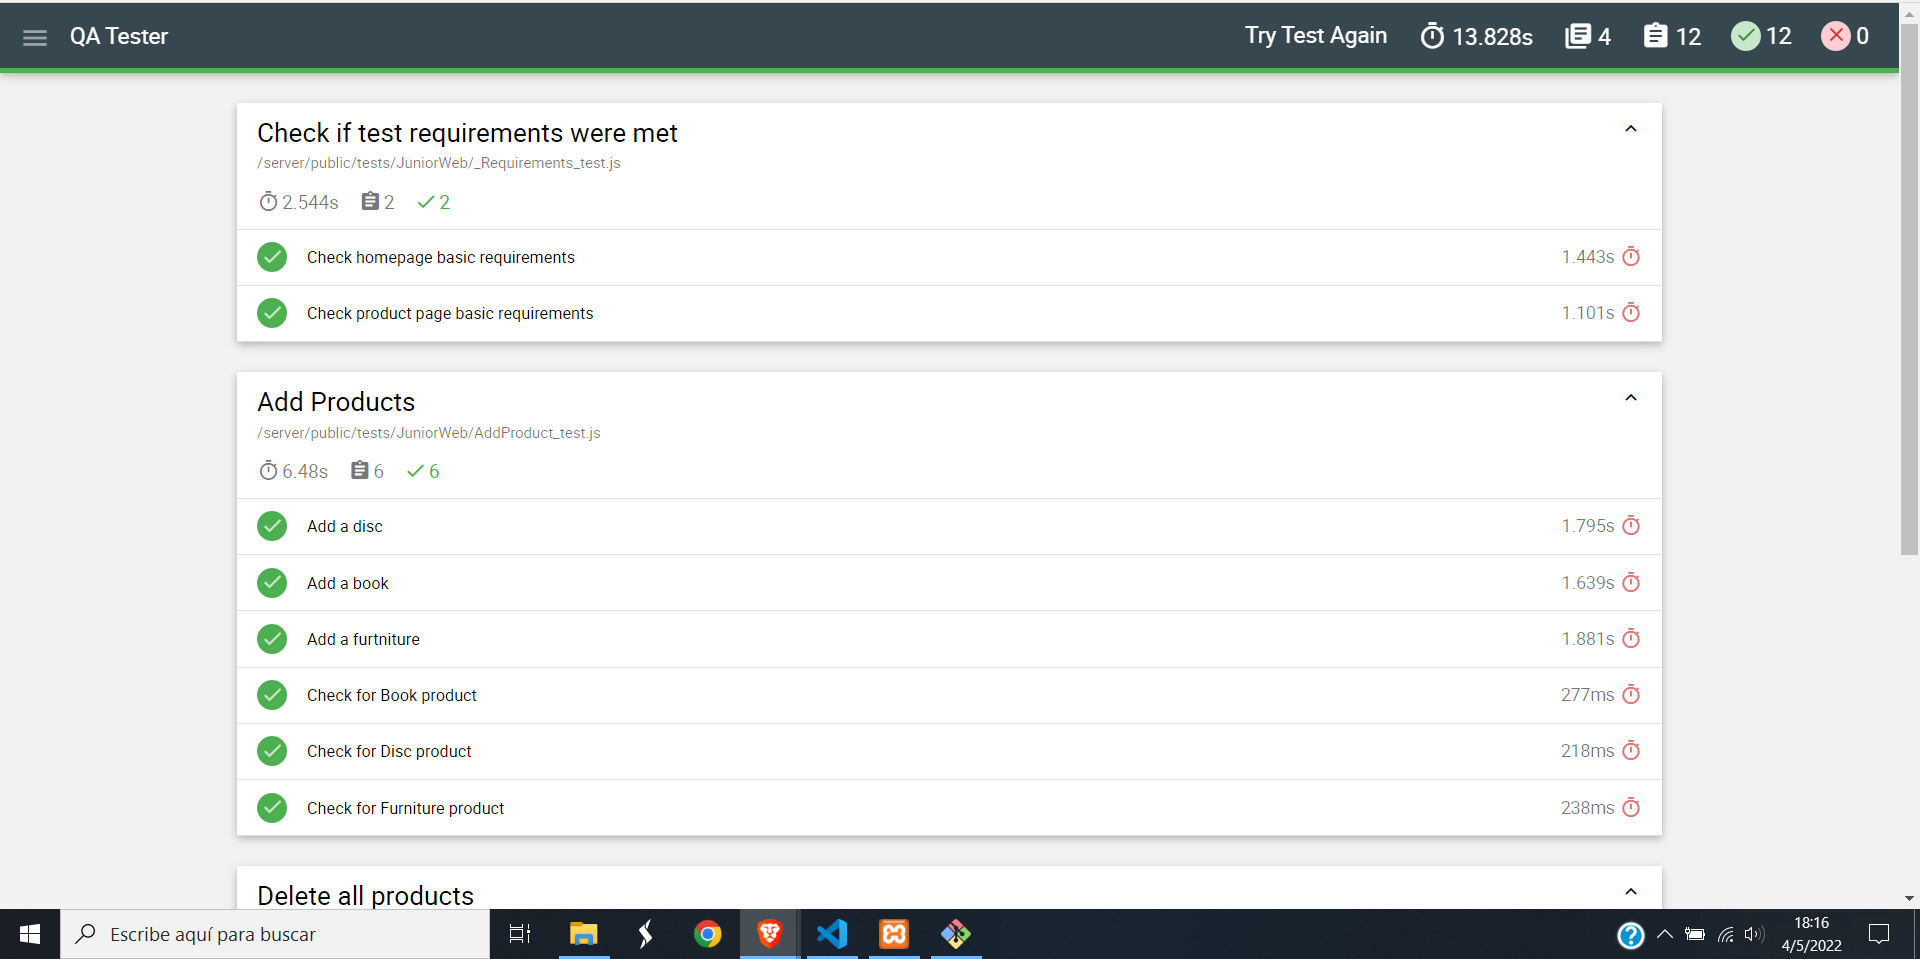 QA Tester
Try Test Again 13.828s 4 12 12 0
Check if test requirements were met
/server/public/tests/JuniorWeb/_Requirements_test.js
2.544s 2 2
Check homepage basic requirements 1.443s
Check product page basic requirements 1.101s
Add Products
/server/public/tests/JuniorWeb/AddProduct_test.js
6.48s 6 6
Add a disc 1.795s
Add a book 1.639s
Add a furtniture 1.881s
Check for Book product 277ms
Check for Disc product 218ms
Check for Furniture product 238ms
Delete all products
Escribe aquí para buscar
18:16
4/5/2022